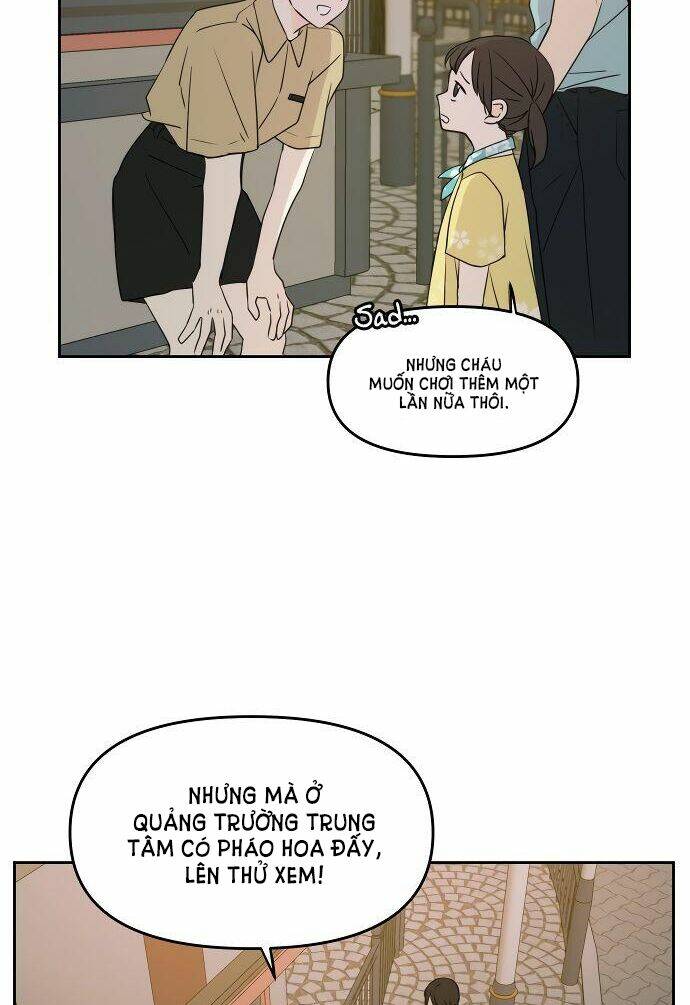 Sad...
NHƯNG CHÁU
MUỐN CHƠI THÊM MỘT
LẦN NỮA THÔI.
NHƯNG MÀ Ở
QUẢNG TRƯỜNG TRUNG
TÂM CÓ PHÁO HOA ĐẤY,
LÊN THỬ XEM!